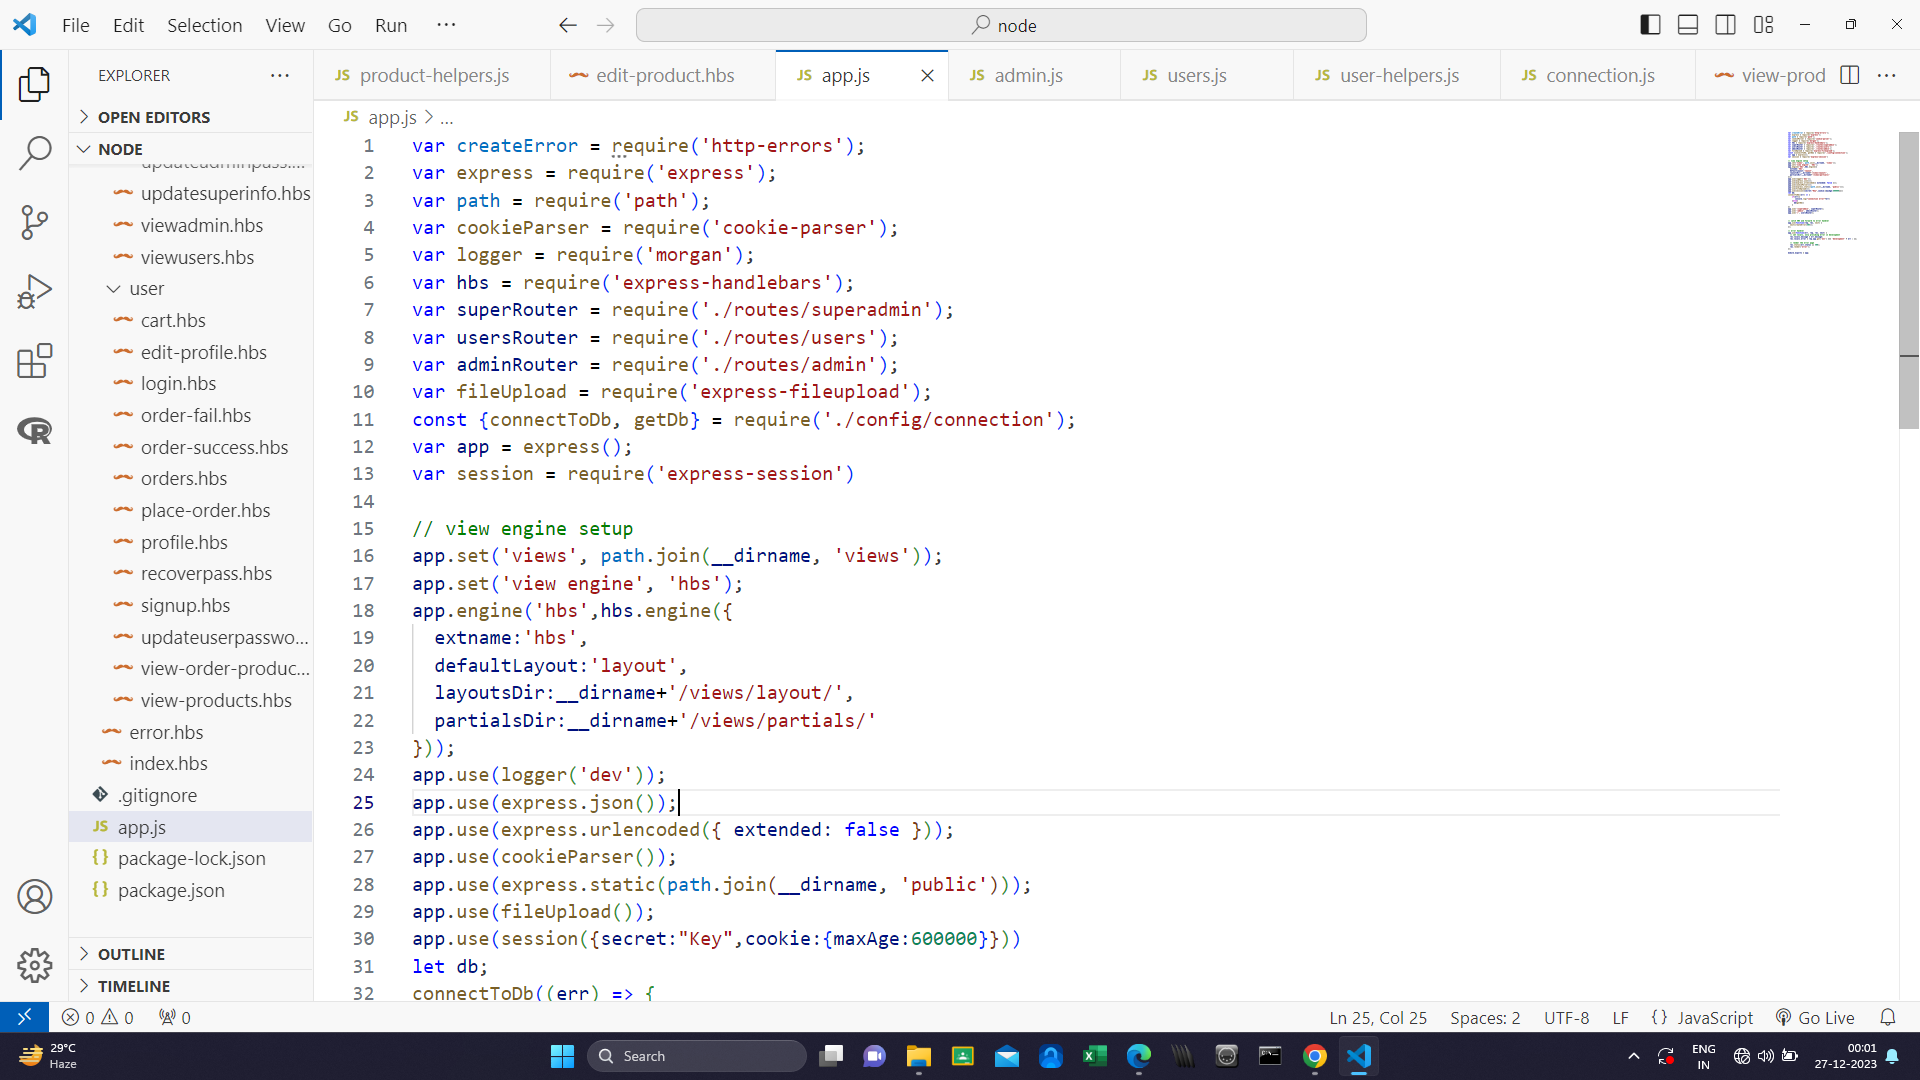 File Edit Selection View Go Run ...
node
EXPLORER ...
JS product-helpers.js
edit-product.hbs
JS app.js
JS admin.js
JS users.js
JS user-helpers.js
JS connection.js
view-prod
OPEN EDITORS
NODE
updateadminpass....
updatesuperinfo.hbs
viewadmin.hbs
viewusers.hbs
user
cart.hbs
edit-profile.hbs
login.hbs
order-fail.hbs
order-success.hbs
orders.hbs
place-order.hbs
profile.hbs
recoverpass.hbs
signup.hbs
updateuserpasswo...
view-order-produc...
view-products.hbs
error.hbs
index.hbs
.gitignore
JS app.js
{} package-lock.json
{} package.json
OUTLINE
TIMELINE
JS app.js > ...
1 var createError = require('http-errors');
2 var express = require('express');
3 var path = require('path');
4 var cookieParser = require('cookie-parser');
5 var logger = require('morgan');
6 var hbs = require('express-handlebars');
7 var superRouter = require('./routes/superadmin');
8 var usersRouter = require('./routes/users');
9 var adminRouter = require('./routes/admin');
10 var fileUpload = require('express-fileupload');
11 const {connectToDb, getDb} = require('./config/connection');
12 var app = express();
13 var session = require('express-session')
14
15 // view engine setup
16 app.set('views', path.join(__dirname, 'views'));
17 app.set('view engine', 'hbs');
18 app.engine('hbs',hbs.engine({
19 extname:'hbs',
20 defaultLayout:'layout',
21 layoutsDir:__dirname+'/views/layout/',
22 partialsDir:__dirname+'/views/partials/'
23 }));
24 app.use(logger('dev'));
25 app.use(express.json());
26 app.use(express.urlencoded({ extended: false }));
27 app.use(cookieParser());
28 app.use(express.static(path.join(__dirname, 'public')));
29 app.use(fileUpload());
30 app.use(session({secret:"Key",cookie:{maxAge:600000}}))
31 let db;
32 connectToDb((err) => {
0 0 0
Ln 25, Col 25 Spaces: 2 UTF-8 LF {} JavaScript Go Live
29°C
Haze
Search
ENG
IN
00:01
27-12-2023